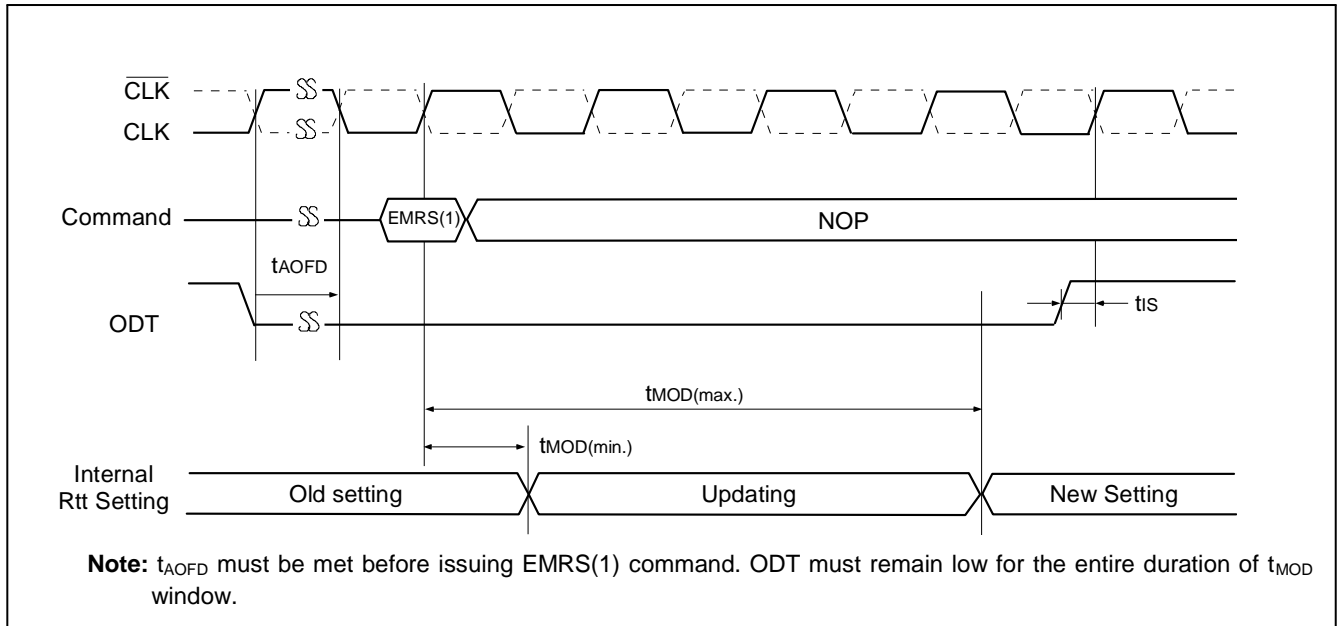 CLK
CLK
Command
EMRS(1)
NOP
tAOFD
ODT
tIS
tMOD(max.)
tMOD(min.)
Internal
Rtt Setting
Old setting
Updating
New Setting
Note: tAOFD must be met before issuing EMRS(1) command. ODT must remain low for the entire duration of tMOD
window.